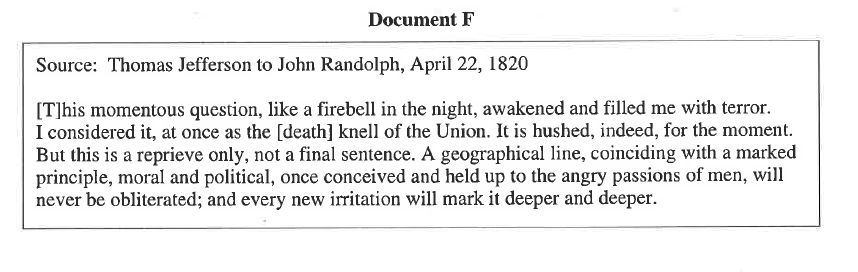 Document F
Source: Thomas Jefferson to John Randolph, April 22, 1820
[T]his momentous question, like a firebell in the night, awakened and filled me with terror.
I considered it, at once as the [death] knell of the Union. It is hushed, indeed, for the moment.
But this is a reprieve only, not a final sentence. A geographical line, coinciding with a marked
principle, moral and political, once conceived and held up to the angry passions of men, will
never be obliterated; and every new irritation will mark it deeper and deeper.